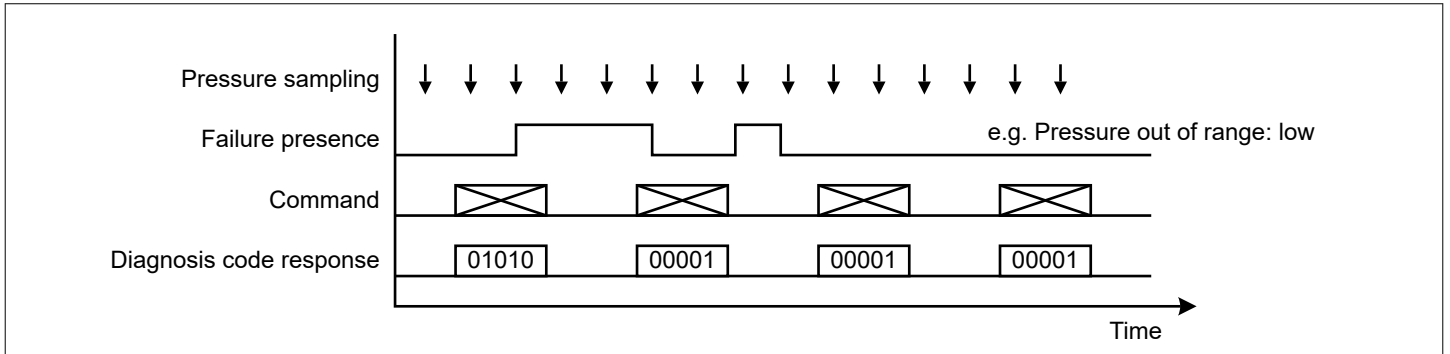 Pressure sampling
Failure presence
e.g. Pressure out of range: low
Command
Diagnosis code response
01010
00001
00001
00001
Time